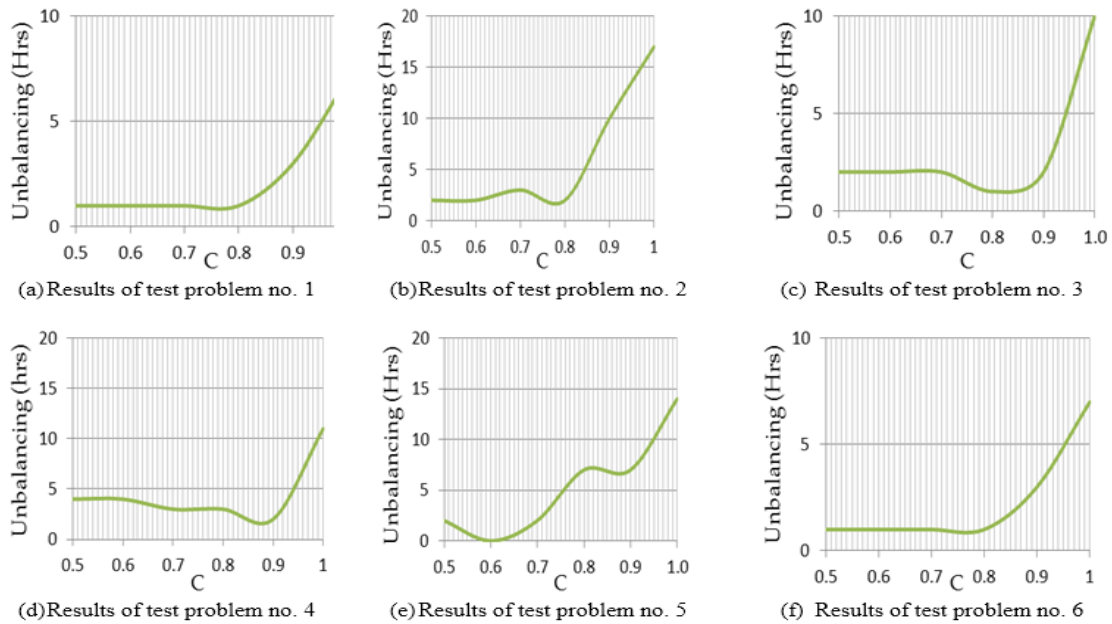 Unbalancing (Hrs)
10
5
0
0.5 0.6 0.7 0.8 0.9
C
(a) Results of test problem no. 1
Unbalancing (Hrs)
20
15
10
5
0
0.5 0.6 0.7 0.8 0.9 1
C
(b) Results of test problem no. 2
Unbalancing (Hrs)
10
5
0
0.5 0.6 0.7 0.8 0.9 1.0
C
(c) Results of test problem no. 3
Unbalancing (hrs)
20
15
10
5
0
0.5 0.6 0.7 0.8 0.9 1
C
(d) Results of test problem no. 4
Unbalancing (Hrs)
20
15
10
5
0
0.5 0.6 0.7 0.8 0.9 1.0
C
(e) Results of test problem no. 5
Unbalancing (Hrs)
10
5
0
0.5 0.6 0.7 0.8 0.9 1
C
(f) Results of test problem no. 6